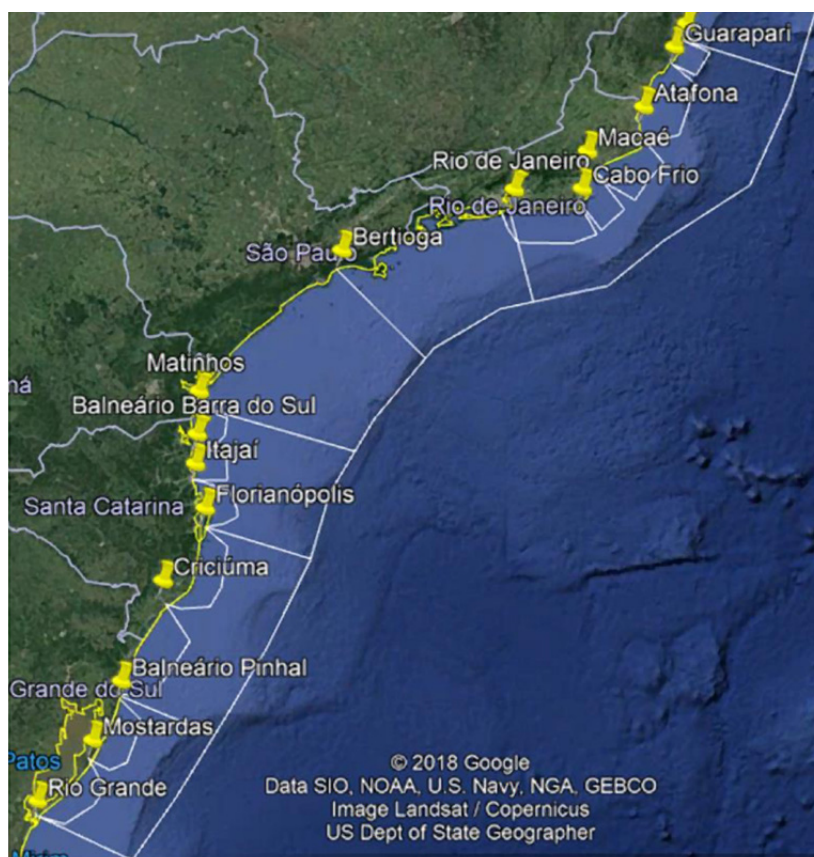 Guarapari
Atafona
Macaé
Rio de Janeiro
Cabo Frio
Rio de Janeiro
Bertioga
São Paulo
Matinhos
má
Balneário Barra do Sul
Itajaí
Florianópolis
Santa Catarina
Criciúma
Balneário Pinhal
Grande do Sul
Mostardas
Patos
© 2018 Google
Rio Grande
Data SIO, NOAA, U.S. Navy, NGA, GEBCO
Image Landsat / Copernicus
US Dept of State Geographer
Mirim